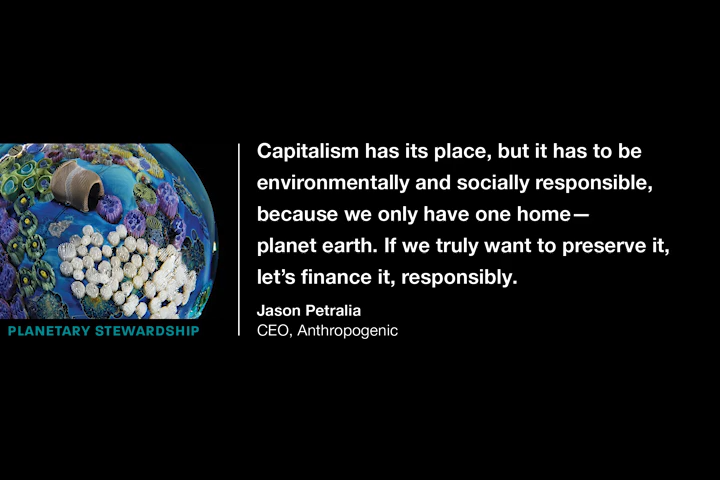 Capitalism has its place, but it has to be
environmentally and socially responsible,
because we only have one home—
planet earth. If we truly want to preserve it,
let’s finance it, responsibly.
Jason Petralia
CEO, Anthropogenic
PLANETARY STEWARDSHIP